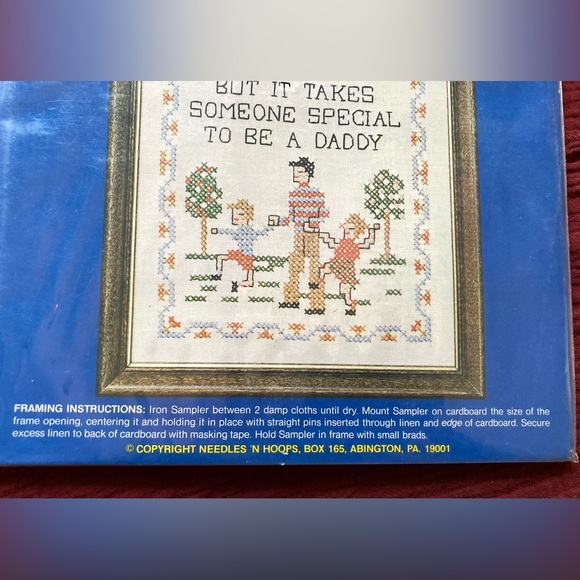 BUT IT TAKES
SOMEONE SPECIAL
TO BE A DADDY
FRAMING INSTRUCTIONS: Iron Sampler between 2 damp cloths until dry. Mount Sampler on cardboard the size of the
frame opening, centering it and holding it in place with straight pins inserted through linen and edge of cardboard. Secure
excess linen to back of cardboard with masking tape. Hold Sampler in frame with small brads.
© COPYRIGHT NEEDLES 'N HOOPS, BOX 165, ABINGTON, PA. 19001